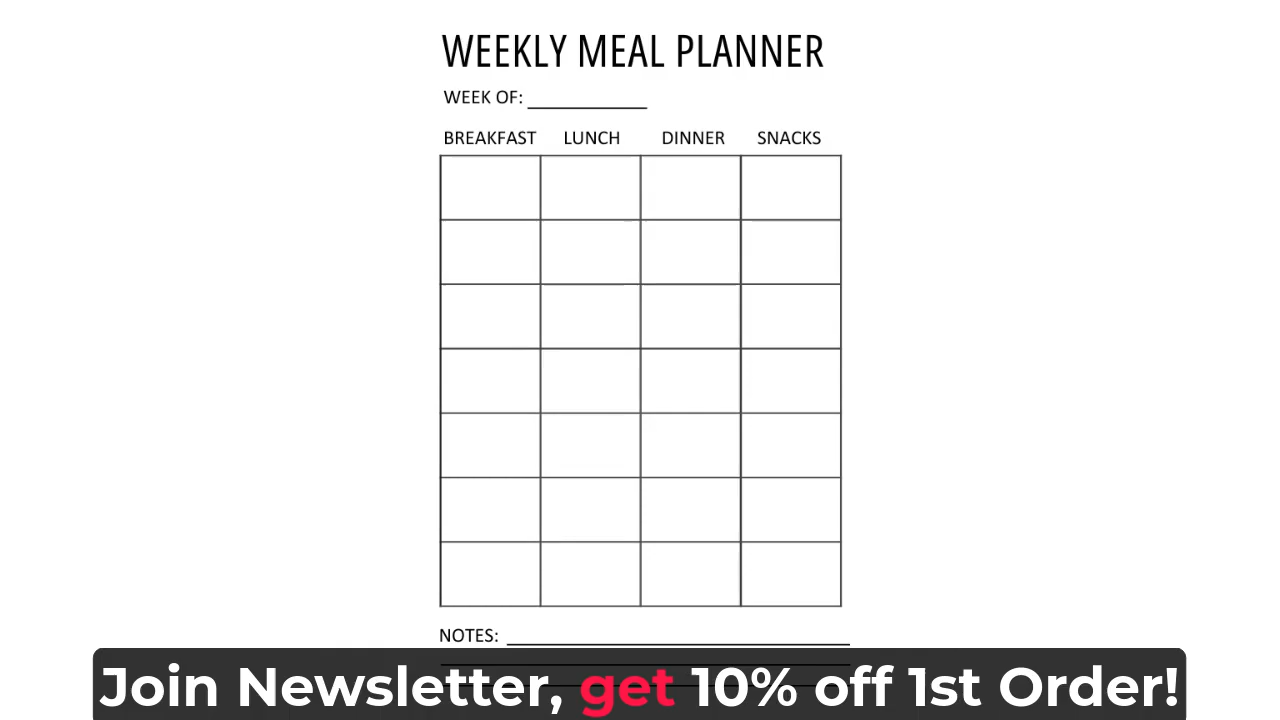 WEEKLY MEAL PLANNER
WEEK OF:
BREAKFAST LUNCH DINNER SNACKS
NOTES:
Join Newsletter, get 10% off 1st Order!